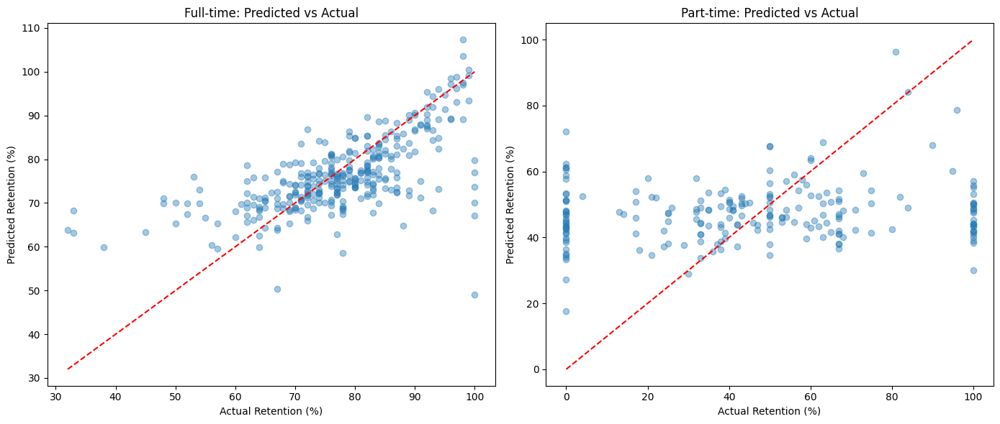 Full-time: Predicted vs Actual
Predicted Retention (%)
110
100
90
80
70
60
50
40
30
30 40 50 60 70 80 90 100
Actual Retention (%)
Part-time: Predicted vs Actual
Predicted Retention (%)
100
80
60
40
20
0
0 20 40 60 80 100
Actual Retention (%)